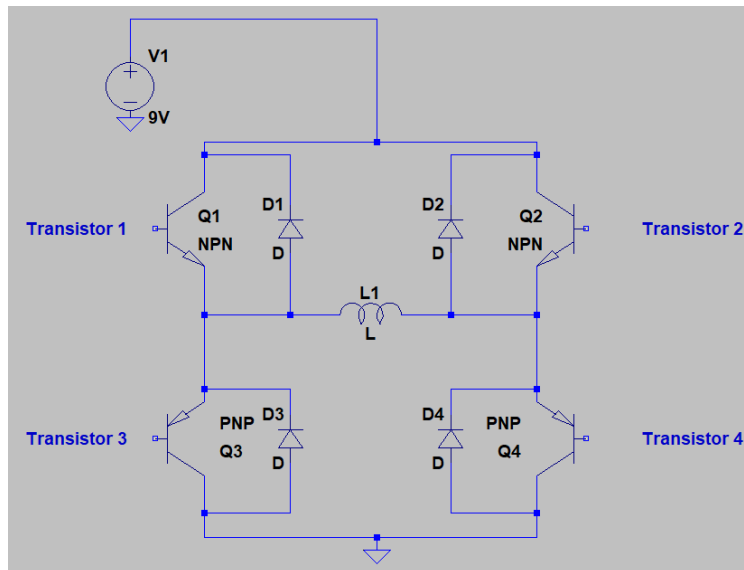 V1
9V
Transistor 1
Q1
NPN
D1
D
D2
D
Q2
NPN
Transistor 2
L1
L
Transistor 3
PNP
Q3
D3
D
D4
D
PNP
Q4
Transistor 4